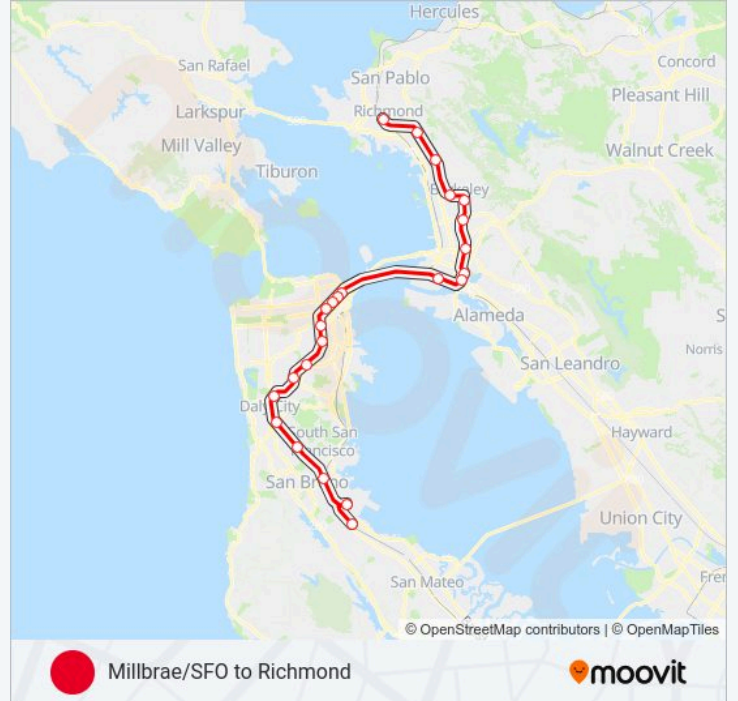 Hercules
San Rafael
Concord
San Pablo
Pleasant Hill
Richmond
Larkspur
Mill Valley
Walnut Creek
Tiburon
Berkeley
Alameda
S
Norris
San Leandro
Daly City
South San
Francisco
Hayward
San Bruno
Union City
San Mateo
Fren
© OpenStreetMap contributors | © OpenMapTiles
Millbrae/SFO to Richmond
moovit